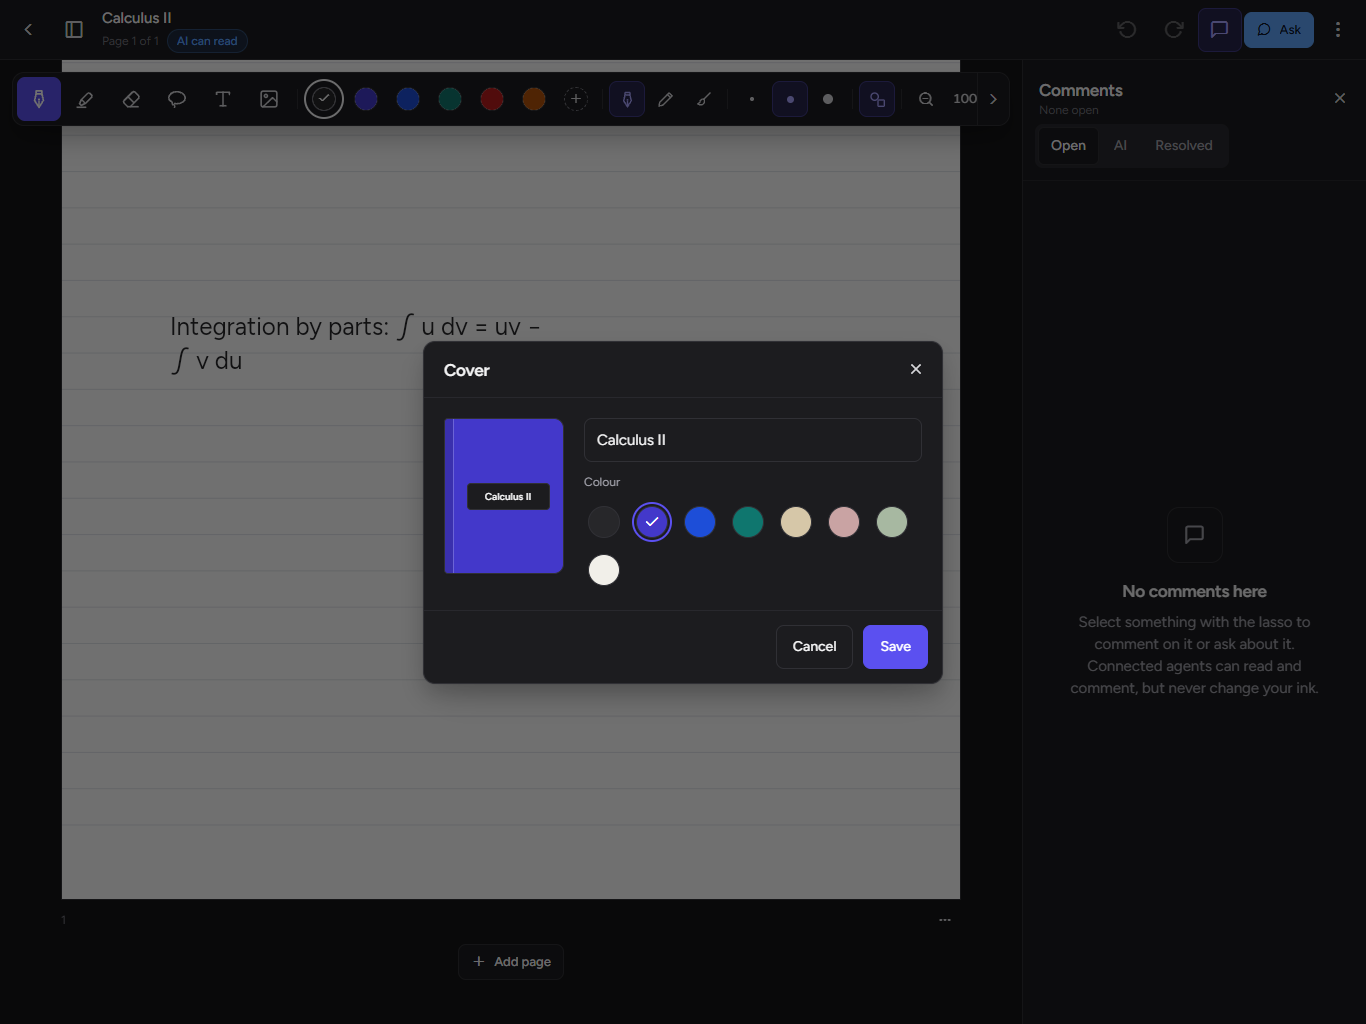 Calculus II
Page 1 of 1 AI can read
Ask
100
Comments
None open
Open AI Resolved
Integration by parts: ∫ u dv = uv −
∫ v du
Cover
Calculus II
Calculus II
Colour
Cancel Save
No comments here
Select something with the lasso to
comment on it or ask about it.
Connected agents can read and
comment, but never change your ink.
1
Add page